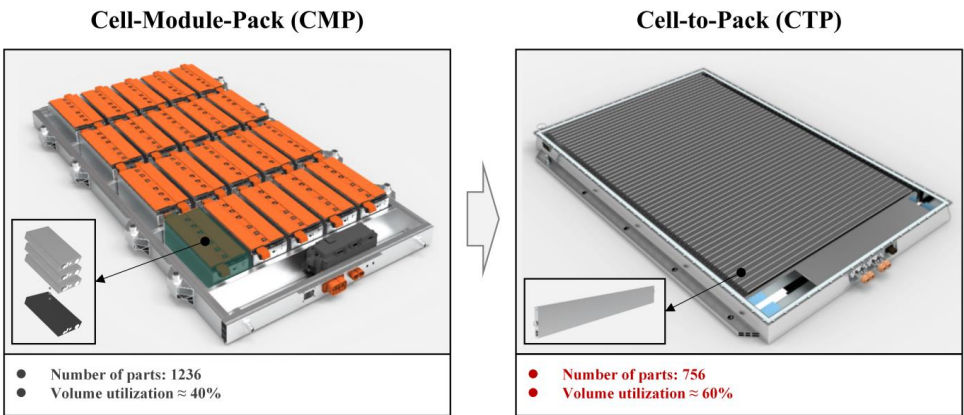 Cell-Module-Pack (CMP)
Cell-to-Pack (CTP)
● Number of parts: 1236
● Volume utilization ≈ 40%
● Number of parts: 756
● Volume utilization ≈ 60%